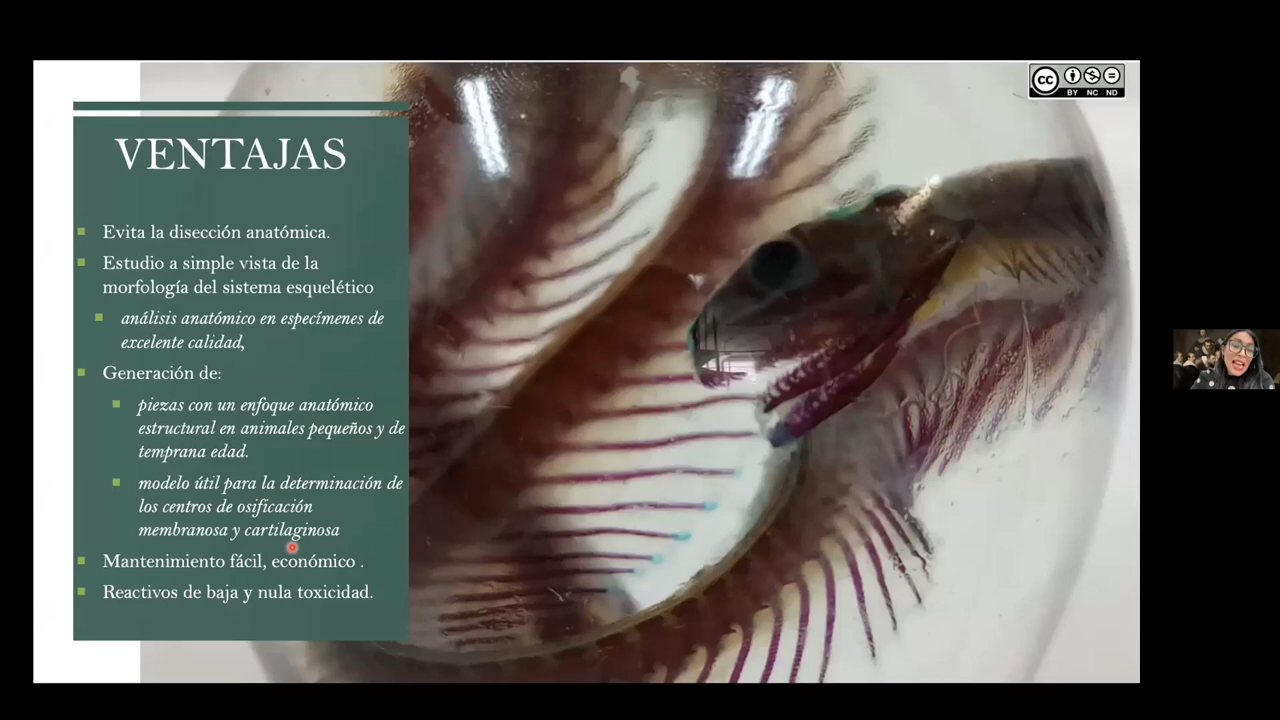 VENTAJAS
Evita la disección anatómica.
Estudio a simple vista de la
morfología del sistema esquelético
análisis anatómico en especímenes de
excelente calidad,
Generación de:
piezas con un enfoque anatómico
estructural en animales pequeños y de
temprana edad.
modelo útil para la determinación de
los centros de osificación
membranosa y cartilaginosa
Mantenimiento fácil, económico .
Reactivos de baja y nula toxicidad.
cc
BY NC ND